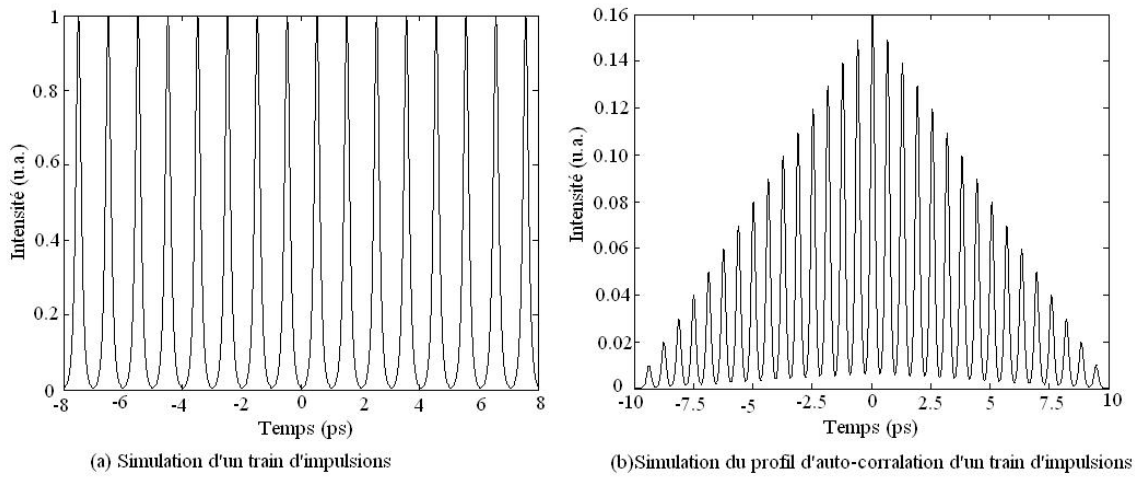 1
0.8
0.6
0.4
0.2
0
Intensité (u.a.)
-8 -6 -4 -2 0 2 4 6 8
Temps (ps)
(a) Simulation d'un train d'impulsions
0.16
0.14
0.12
0.10
0.08
0.06
0.04
0.02
0
Intensité (u.a.)
-10 -7.5 -5 -2.5 0 2.5 5 7.5 10
Temps (ps)
(b)Simulation du profil d'auto-corralation d'un train d'impulsions